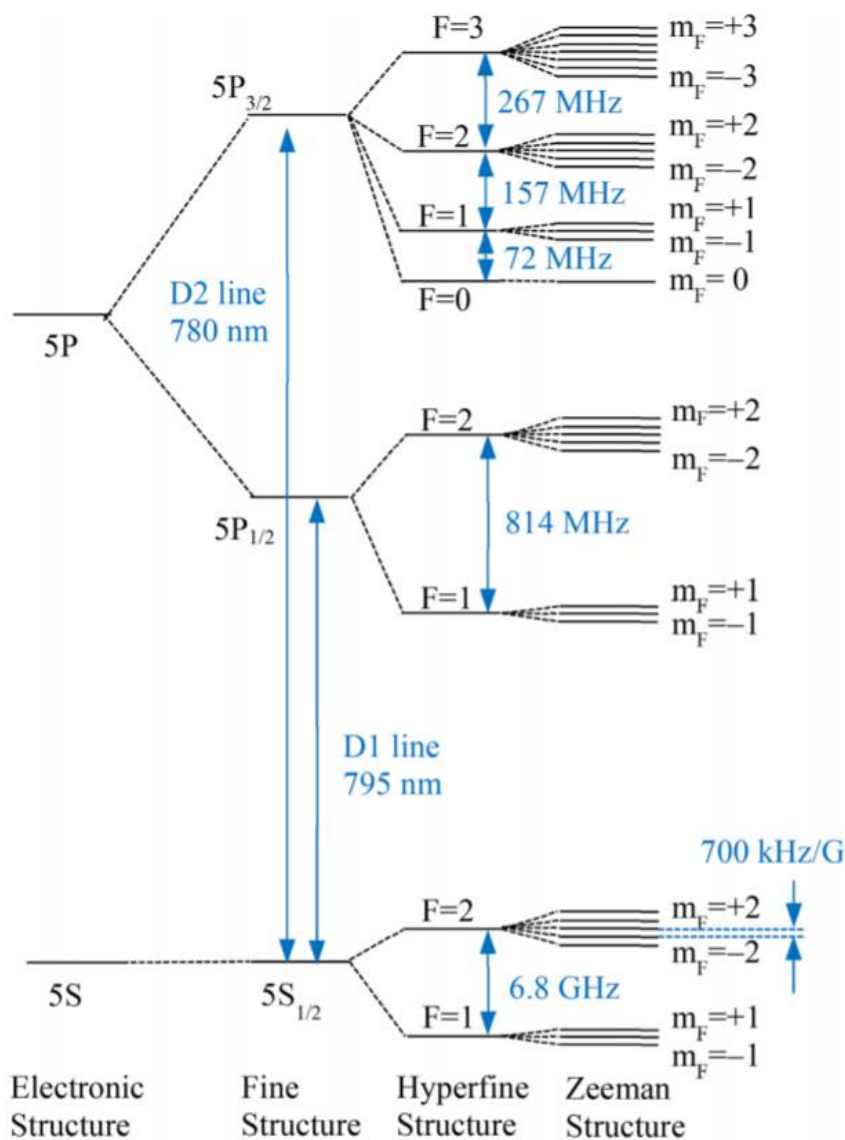 F=3
m_F=+3
m_F=–3
5P_3/2
267 MHz
F=2
m_F=+2
m_F=–2
157 MHz
F=1
m_F=+1
m_F=–1
72 MHz
F=0
m_F= 0
D2 line
780 nm
5P
F=2
m_F=+2
m_F=–2
5P_1/2
814 MHz
F=1
m_F=+1
m_F=–1
D1 line
795 nm
700 kHz/G
F=2
m_F=+2
m_F=–2
5S
5S_1/2
6.8 GHz
F=1
m_F=+1
m_F=–1
Electronic
Structure
Fine
Structure
Hyperfine
Structure
Zeeman
Structure